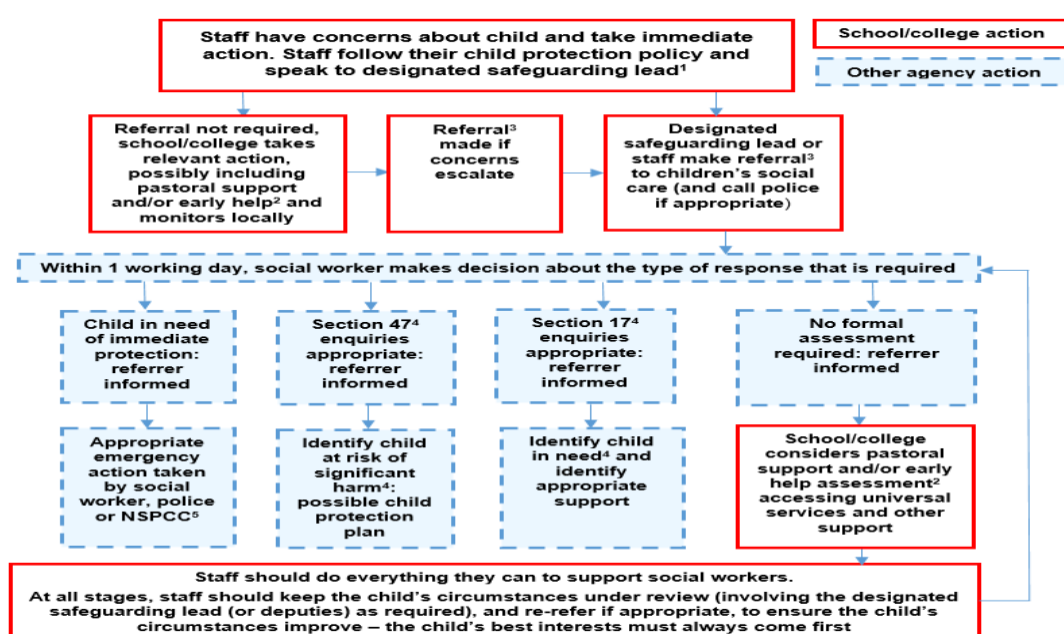 Staff have concerns about child and take immediate
action. Staff follow their child protection policy and
speak to designated safeguarding lead¹
School/college action
Other agency action
Referral not required,
school/college takes
relevant action,
possibly including
pastoral support
and/or early help² and
monitors locally
Referral³
made if
concerns
escalate
Designated
safeguarding lead or
staff make referral³
to children’s social
care (and call police
if appropriate)
Within 1 working day, social worker makes decision about the type of response that is required
Child in need
of immediate
protection:
referrer
informed
Section 47⁴
enquiries
appropriate:
referrer
informed
Section 17⁴
enquiries
appropriate:
referrer
informed
No formal
assessment
required: referrer
informed
Appropriate
emergency
action taken
by social
worker, police
or NSPCC⁵
Identify child
at risk of
significant
harm⁴:
possible child
protection
plan
Identify child
in need⁴ and
identify
appropriate
support
School/college
considers pastoral
support and/or early
help assessment²
accessing universal
services and other
support
Staff should do everything they can to support social workers.
At all stages, staff should keep the child’s circumstances under review (involving the designated
safeguarding lead (or deputies) as required), and re-refer if appropriate, to ensure the child’s
circumstances improve – the child’s best interests must always come first